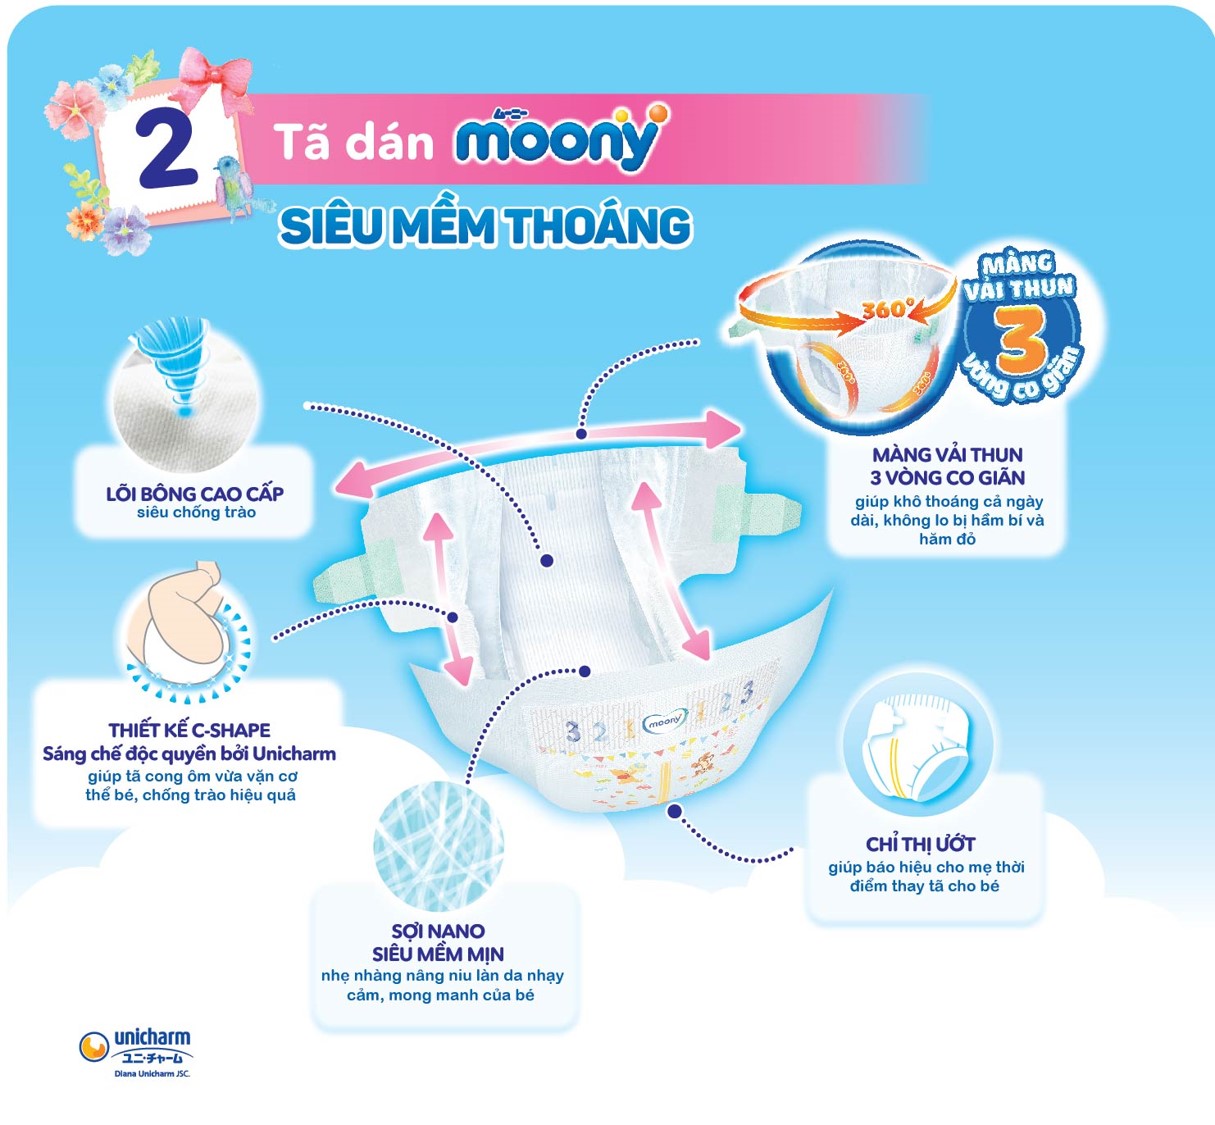 2
Tã dán moony
ムーニー
SIÊU MỀM THOÁNG
360°
360°
360°
MÀNG
VẢI THUN
3
vòng co giãn
MÀNG VẢI THUN
3 VÒNG CO GIÃN
giúp khô thoáng cả ngày
dài, không lo bị hầm bí và
hăm đỏ
LÕI BÔNG CAO CẤP
siêu chống trào
THIẾT KẾ C-SHAPE
Sáng chế độc quyền bởi Unicharm
giúp tã cong ôm vừa vặn cơ
thể bé, chống trào hiệu quả
3 2 1 moony 1 2 3
CHỈ THỊ ƯỚT
giúp báo hiệu cho mẹ thời
điểm thay tã cho bé
SỢI NANO
SIÊU MỀM MỊN
nhẹ nhàng nâng niu làn da nhạy
cảm, mong manh của bé
unicharm
ユニ・チャーム
Diana Unicharm JSC.